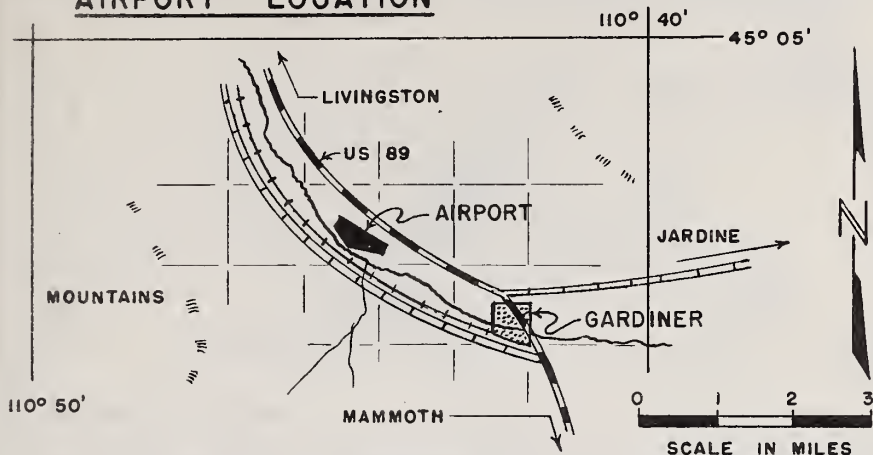 AIRPORT LOCATION
110° 40'
45° 05'
LIVINGSTON
US 89
AIRPORT
N
JARDINE
MOUNTAINS
GARDINER
110° 50'
MAMMOTH
0 1 2 3
SCALE IN MILES